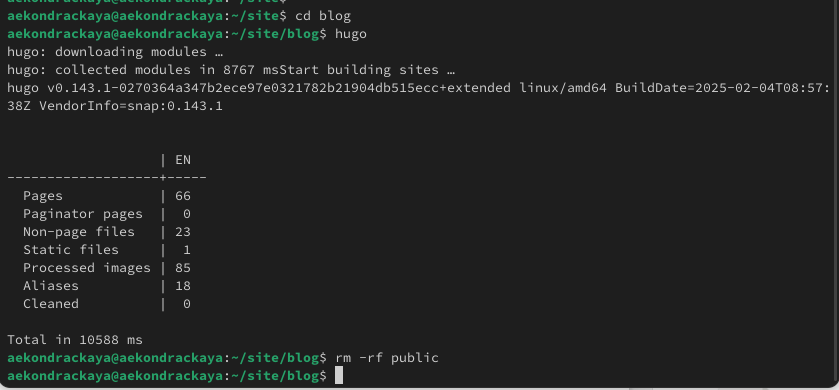 aekondrackaya@aekondrackaya:~/site$ cd blog
aekondrackaya@aekondrackaya:~/site/blog$ hugo
hugo: downloading modules …
hugo: collected modules in 8767 msStart building sites …
hugo v0.143.1-0270364a347b2ece97e0321782b21904db515ecc+extended linux/amd64 BuildDate=2025-02-04T08:57:
38Z VendorInfo=snap:0.143.1
| EN
-------------------+-----
Pages | 66
Paginator pages | 0
Non-page files | 23
Static files | 1
Processed images | 85
Aliases | 18
Cleaned | 0
Total in 10588 ms
aekondrackaya@aekondrackaya:~/site/blog$ rm -rf public
aekondrackaya@aekondrackaya:~/site/blog$